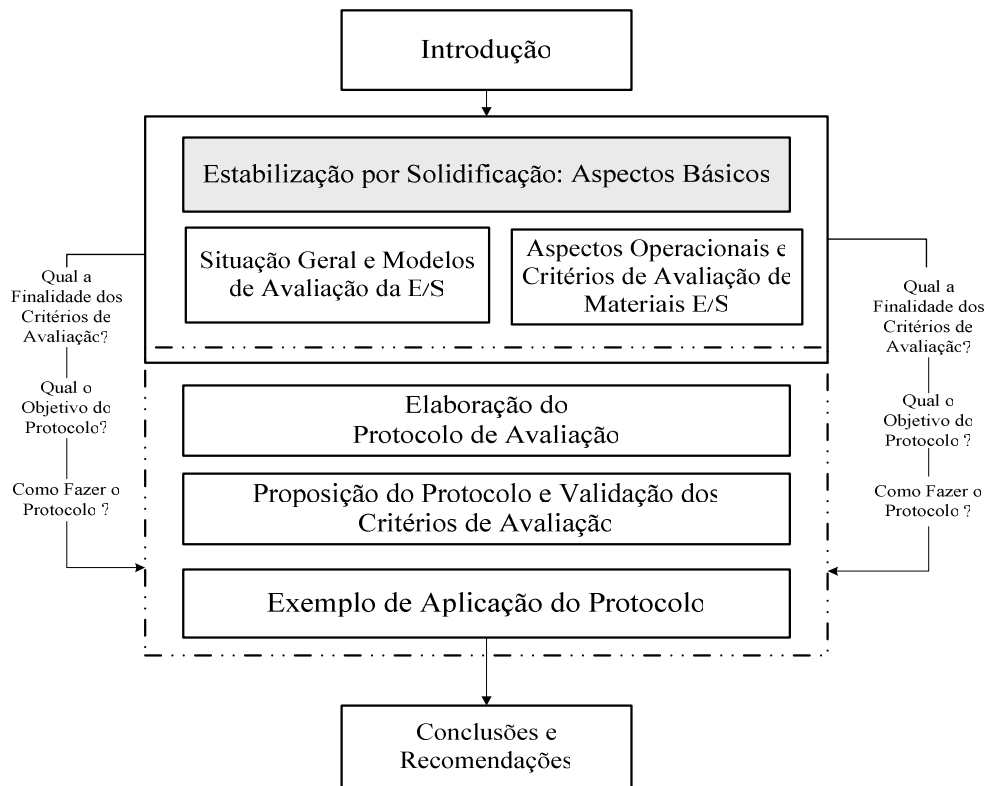 Introdução
Estabilização por Solidificação: Aspectos Básicos
Situação Geral e Modelos
de Avaliação da E/S
Aspectos Operacionais e
Critérios de Avaliação de
Materiais E/S
Qual a
Finalidade dos
Critérios de
Avaliação?
Qual o
Objetivo do
Protocolo?
Como Fazer o
Protocolo ?
Qual a
Finalidade dos
Critérios de
Avaliação?
Qual o
Objetivo do
Protocolo ?
Como Fazer o
Protocolo ?
Elaboração do
Protocolo de Avaliação
Proposição do Protocolo e Validação dos
Critérios de Avaliação
Exemplo de Aplicação do Protocolo
Conclusões e
Recomendações